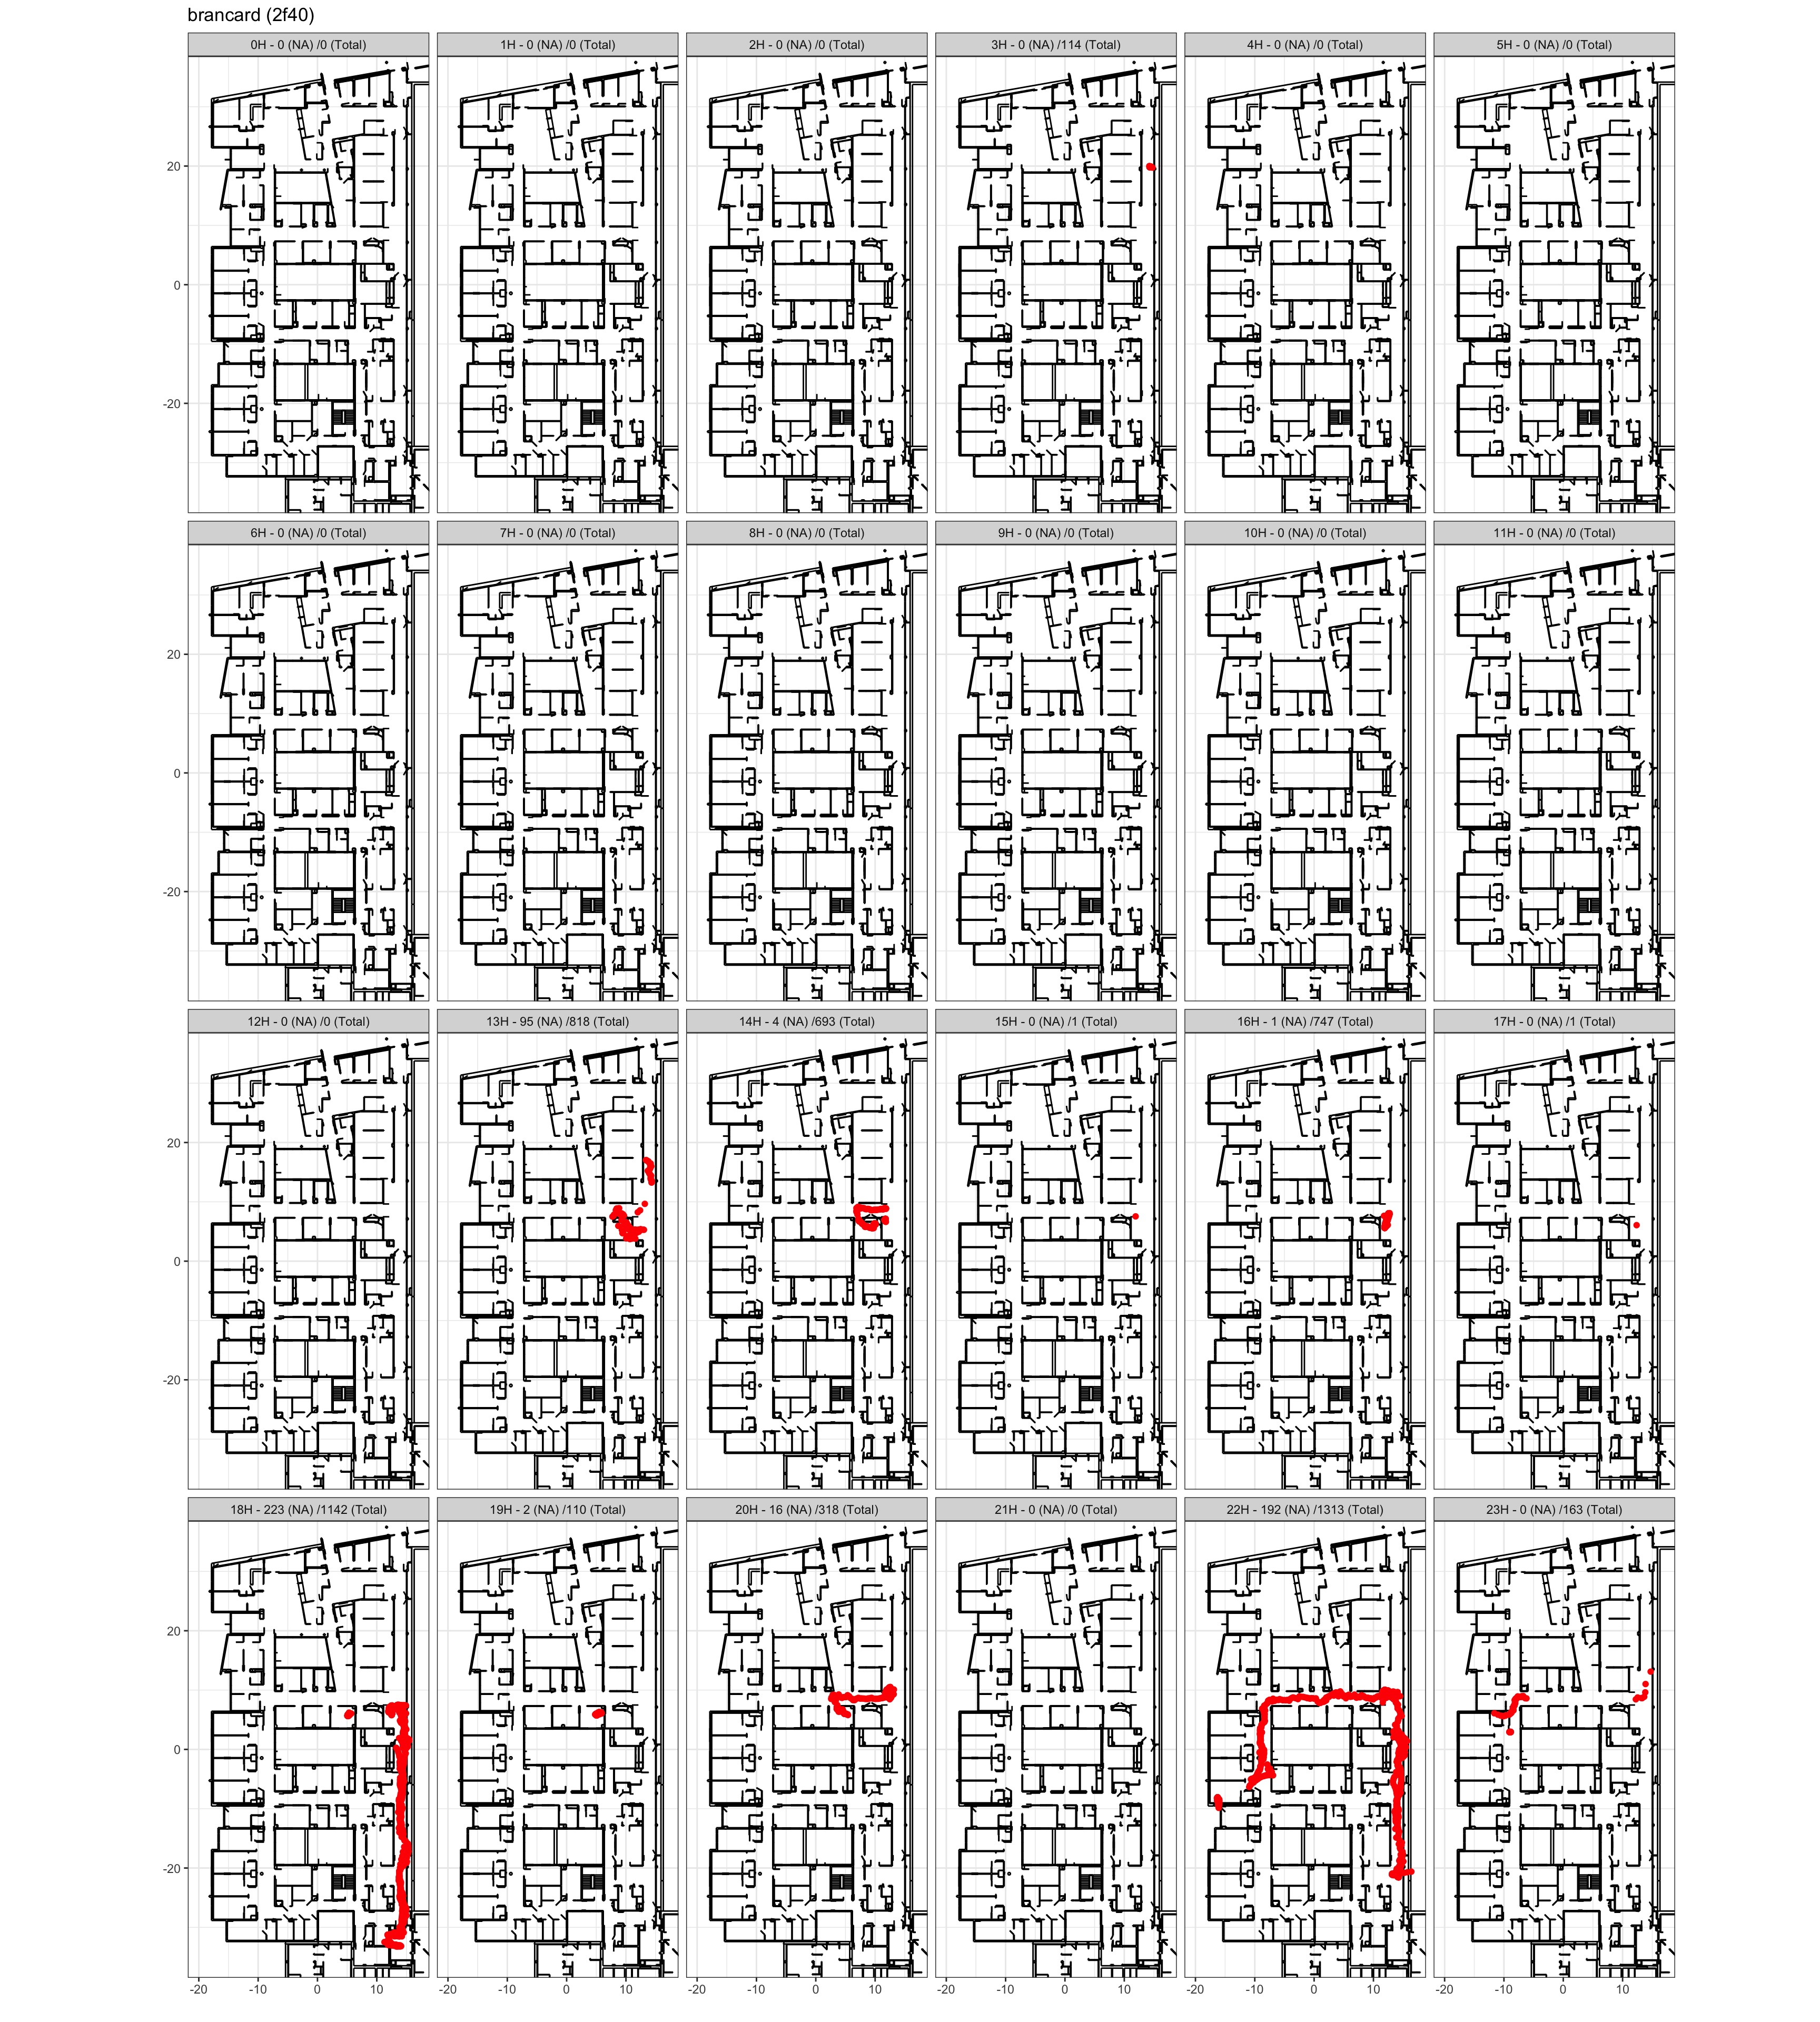 brancard (2f40)
0H - 0 (NA) /0 (Total) 1H - 0 (NA) /0 (Total) 2H - 0 (NA) /0 (Total) 3H - 0 (NA) /114 (Total) 4H - 0 (NA) /0 (Total) 5H - 0 (NA) /0 (Total)
20
0
-20
6H - 0 (NA) /0 (Total) 7H - 0 (NA) /0 (Total) 8H - 0 (NA) /0 (Total) 9H - 0 (NA) /0 (Total) 10H - 0 (NA) /0 (Total) 11H - 0 (NA) /0 (Total)
20
0
-20
12H - 0 (NA) /0 (Total) 13H - 95 (NA) /818 (Total) 14H - 4 (NA) /693 (Total) 15H - 0 (NA) /1 (Total) 16H - 1 (NA) /747 (Total) 17H - 0 (NA) /1 (Total)
20
0
-20
18H - 223 (NA) /1142 (Total) 19H - 2 (NA) /110 (Total) 20H - 16 (NA) /318 (Total) 21H - 0 (NA) /0 (Total) 22H - 192 (NA) /1313 (Total) 23H - 0 (NA) /163 (Total)
20
0
-20
-20 -10 0 10 -20 -10 0 10 -20 -10 0 10 -20 -10 0 10 -20 -10 0 10 -20 -10 0 10